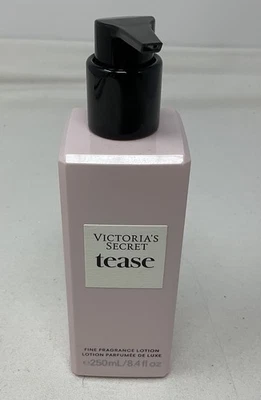 VICTORIA'S
SECRET
tease
FINE FRAGRANCE LOTION
LOTION PARFUMÉE DE LUXE
℮250mL/8.4 fl oz